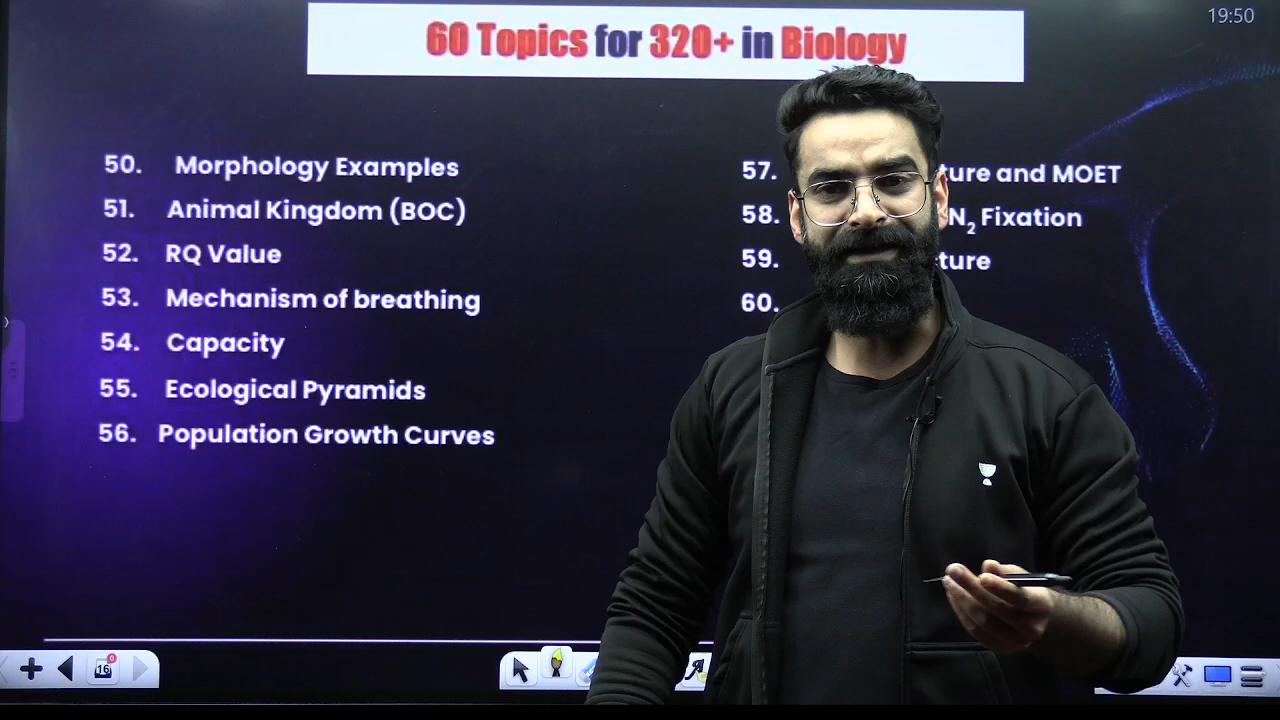 19:50
60 Topics for 320+ in Biology
50. Morphology Examples
51. Animal Kingdom (BOC)
52. RQ Value
53. Mechanism of breathing
54. Capacity
55. Ecological Pyramids
56. Population Growth Curves
57. ture and MOET
58. N₂ Fixation
59. ture
60.
16